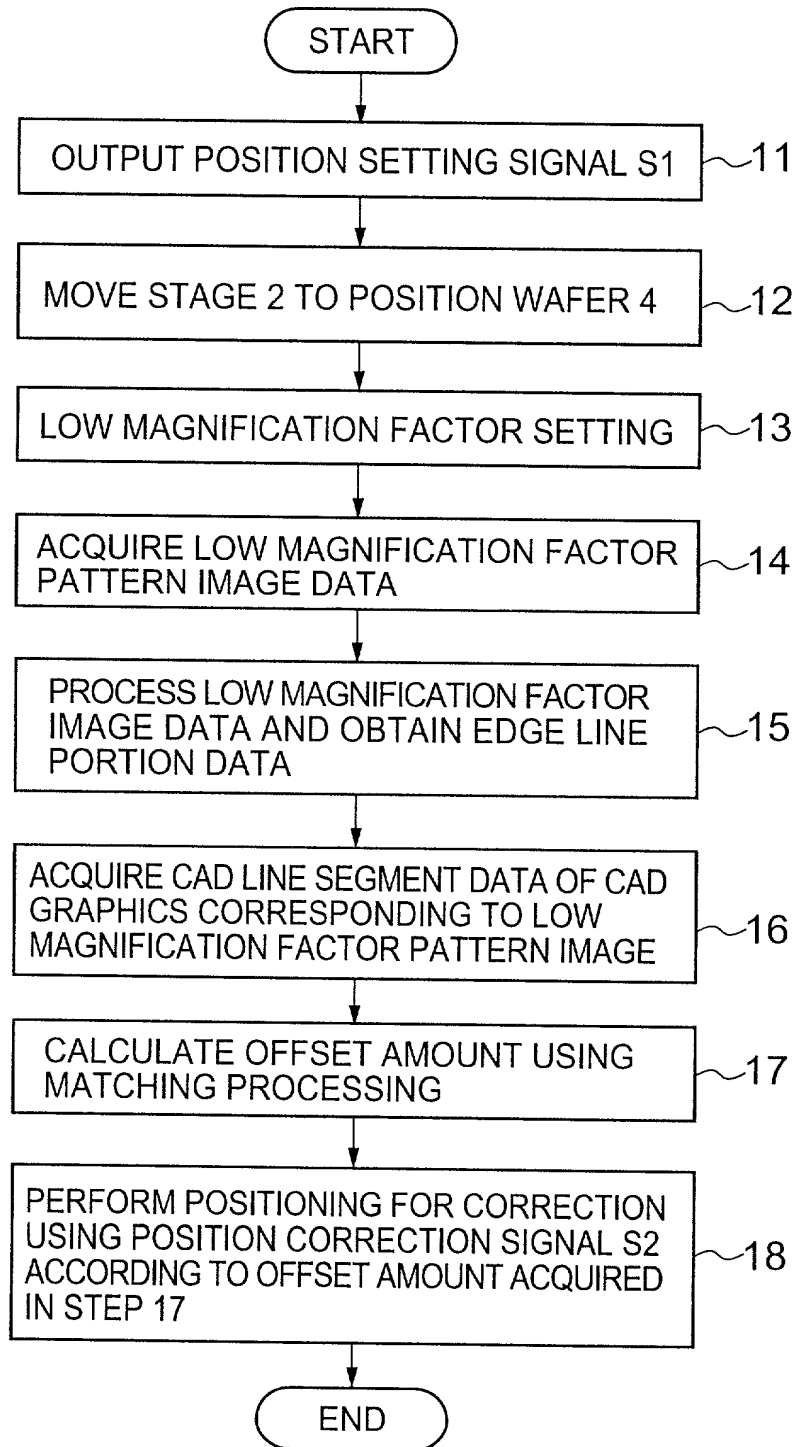 START
OUTPUT POSITION SETTING SIGNAL S1
11
MOVE STAGE 2 TO POSITION WAFER 4
12
LOW MAGNIFICATION FACTOR SETTING
13
ACQUIRE LOW MAGNIFICATION FACTOR
PATTERN IMAGE DATA
14
PROCESS LOW MAGNIFICATION FACTOR
IMAGE DATA AND OBTAIN EDGE LINE
PORTION DATA
15
ACQUIRE CAD LINE SEGMENT DATA OF CAD
GRAPHICS CORRESPONDING TO LOW
MAGNIFICATION FACTOR PATTERN IMAGE
16
CALCULATE OFFSET AMOUNT USING
MATCHING PROCESSING
17
PERFORM POSITIONING FOR CORRECTION
USING POSITION CORRECTION SIGNAL S2
ACCORDING TO OFFSET AMOUNT ACQUIRED
IN STEP 17
18
END